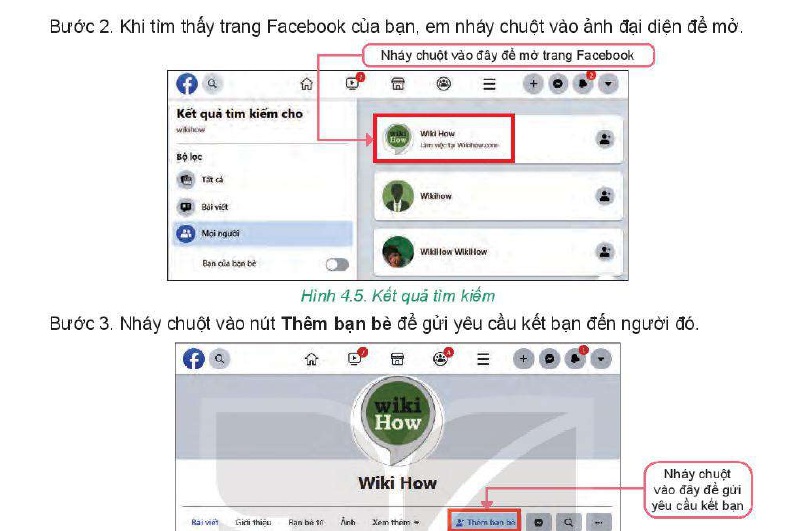 Bước 2. Khi tìm thấy trang Facebook của bạn, em nháy chuột vào ảnh đại diện để mở.
Nháy chuột vào đây để mở trang Facebook
Kết quả tìm kiếm cho
wikihow
Bộ lọc
Tất cả
Bài viết
Mọi người
Bạn của bạn bè
wiki
How
Wiki How
Làm việc tại Wikihow.com
Wikihow
WikiHow WikiHow
Hình 4.5. Kết quả tìm kiếm
Bước 3. Nháy chuột vào nút Thêm bạn bè để gửi yêu cầu kết bạn đến người đó.
wiki
How
Wiki How
Bài viết Giới thiệu Bạn bè 10 Ảnh Xem thêm
Thêm bạn bè
Nháy chuột
vào đây để gửi
yêu cầu kết bạn